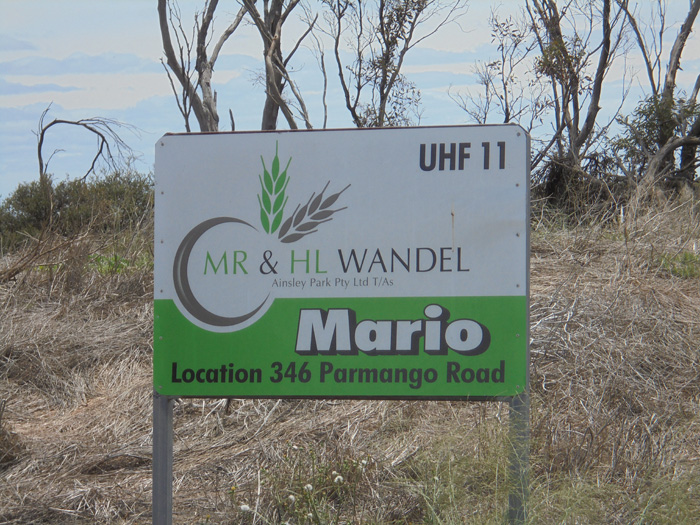 UHF 11
MR & HL WANDEL
Ainsley Park Pty Ltd T/As
Mario
Location 346 Parmango Road